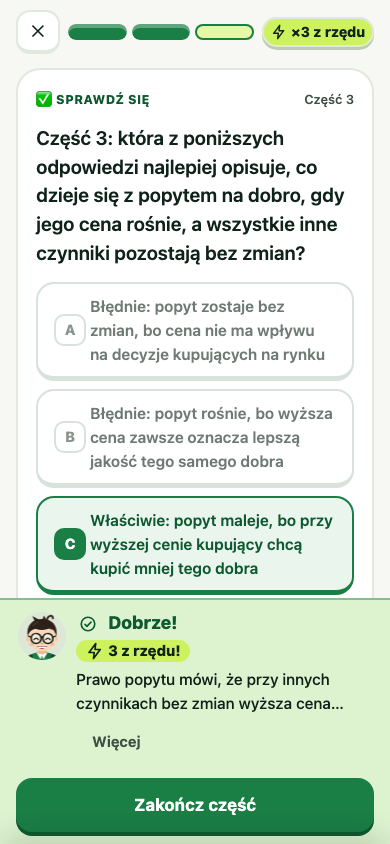 ×3 z rzędu
SPRAWDŹ SIĘ
Część 3
Część 3: która z poniższych
odpowiedzi najlepiej opisuje, co
dzieje się z popytem na dobro, gdy
jego cena rośnie, a wszystkie inne
czynniki pozostają bez zmian?
A
Błędnie: popyt zostaje bez
zmian, bo cena nie ma wpływu
na decyzje kupujących na rynku
B
Błędnie: popyt rośnie, bo wyższa
cena zawsze oznacza lepszą
jakość tego samego dobra
C
Właściwie: popyt maleje, bo przy
wyższej cenie kupujący chcą
kupić mniej tego dobra
Dobrze!
3 z rzędu!
Prawo popytu mówi, że przy innych
czynnikach bez zmian wyższa cena...
Więcej
Zakończ część